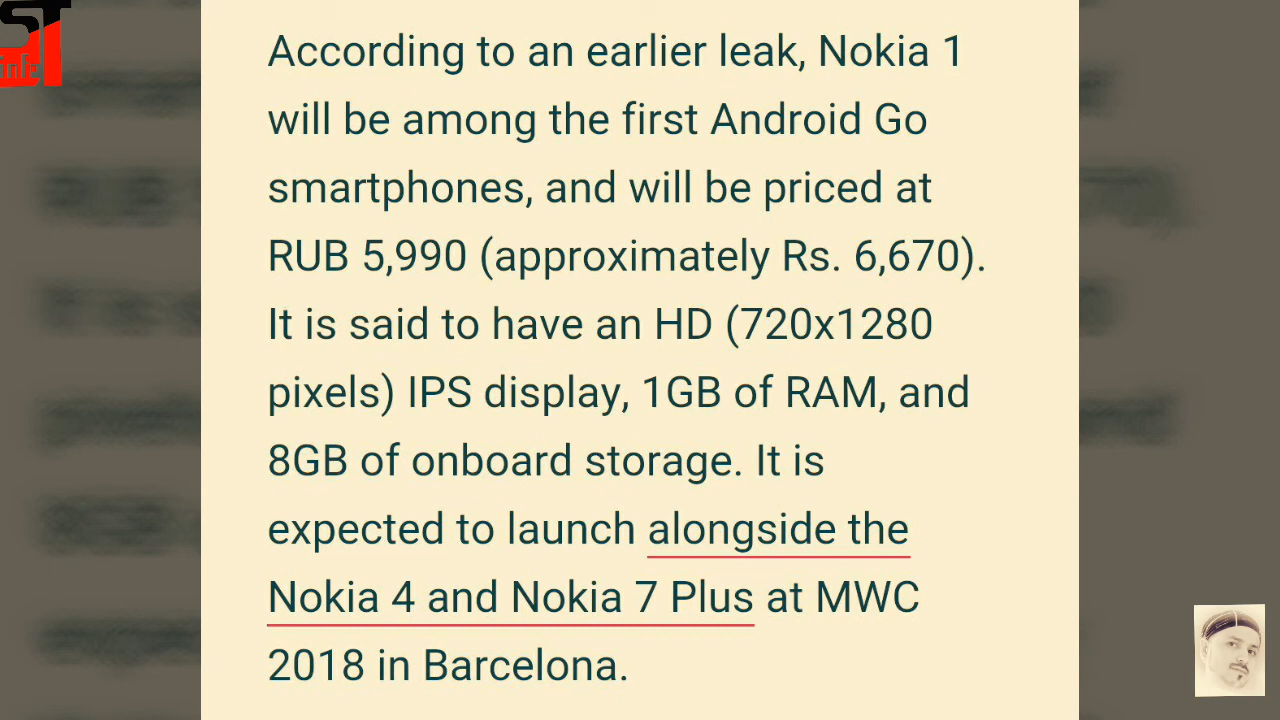 ST
info
According to an earlier leak, Nokia 1
will be among the first Android Go
smartphones, and will be priced at
RUB 5,990 (approximately Rs. 6,670).
It is said to have an HD (720x1280
pixels) IPS display, 1GB of RAM, and
8GB of onboard storage. It is
expected to launch alongside the
Nokia 4 and Nokia 7 Plus at MWC
2018 in Barcelona.